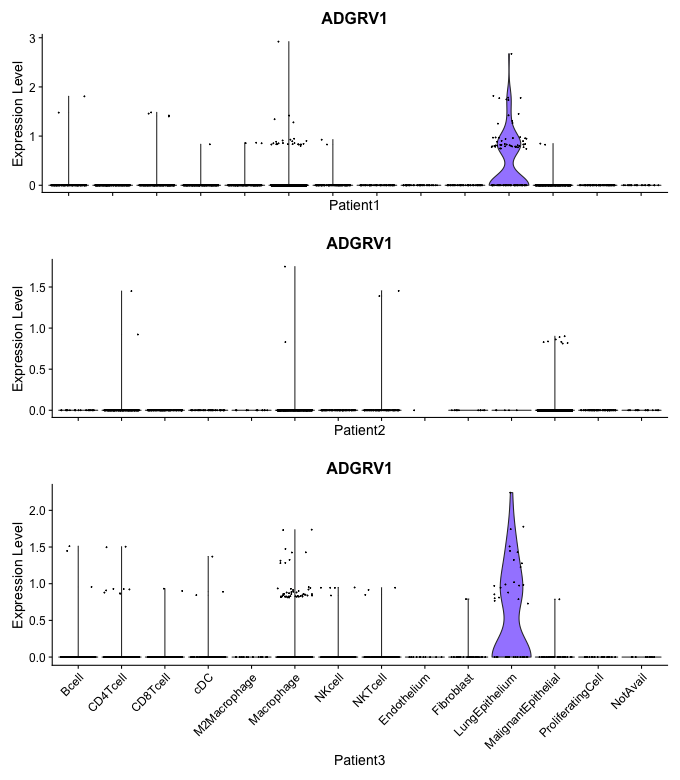 ADGRV1
Expression Level
3
2
1
0
Patient1
ADGRV1
Expression Level
1.5
1.0
0.5
0.0
Patient2
ADGRV1
Expression Level
2.0
1.5
1.0
0.5
0.0
Bcell
CD4Tcell
CD8Tcell
cDC
M2Macrophage
Macrophage
NKcell
NKTcell
Endothelium
Fibroblast
LungEpithelium
MalignantEpithelial
ProliferatingCell
NotAvail
Patient3